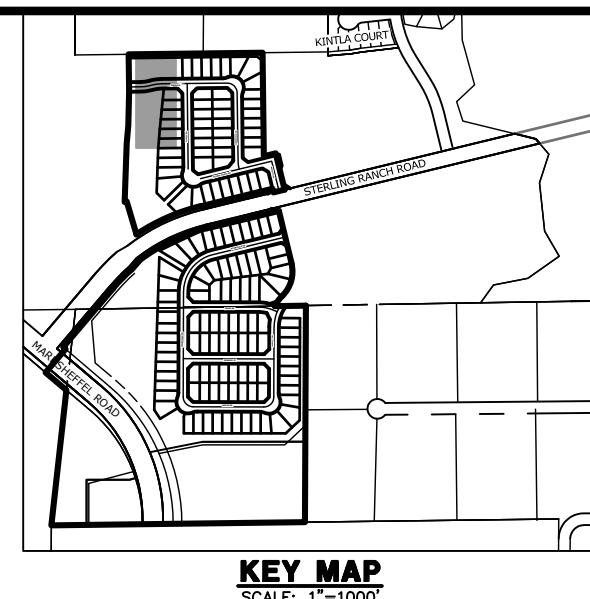 KINTLA COURT
STERLING RANCH ROAD
MARKSHEFFEL ROAD
KEY MAP
SCALE: 1"=1000'